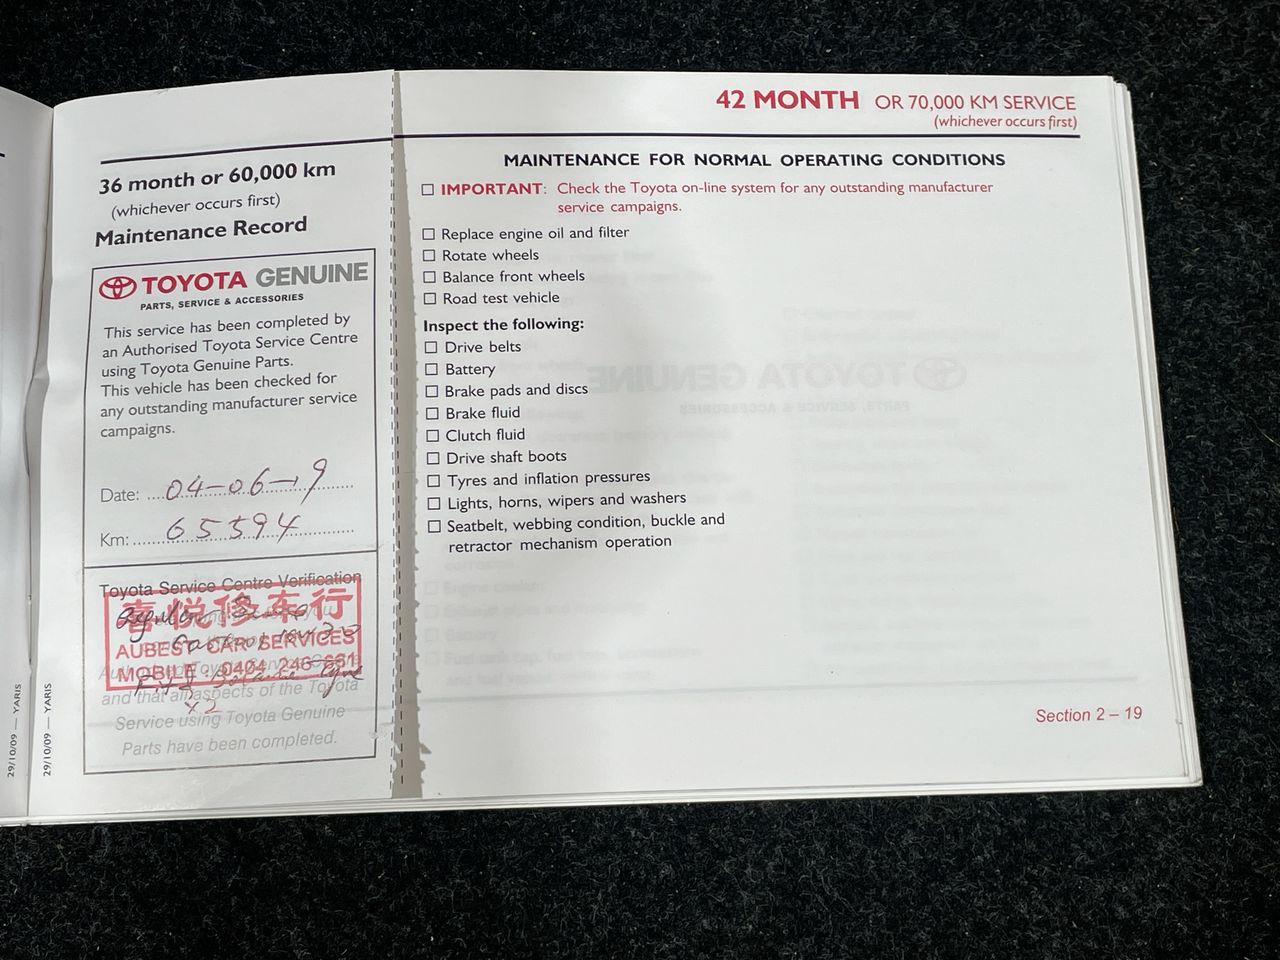 36 month or 60,000 km
(whichever occurs first)
Maintenance Record
TOYOTA GENUINE
PARTS, SERVICE & ACCESSORIES
This service has been completed by
an Authorised Toyota Service Centre
using Toyota Genuine Parts.
This vehicle has been checked for
any outstanding manufacturer service
campaigns.
Date: 04-06-19
Km: 65594
Toyota Service Centre Verification
喜悦修车行
AUBEST CAR SERVICES
MOBILE: 0404 246 661
and that all aspects of the Toyota
X2
Service using Toyota Genuine
Parts have been completed.
29/10/09 — YARIS
29/10/09 — YARIS
42 MONTH OR 70,000 KM SERVICE
(whichever occurs first)
MAINTENANCE FOR NORMAL OPERATING CONDITIONS
IMPORTANT: Check the Toyota on-line system for any outstanding manufacturer
service campaigns.
Replace engine oil and filter
Rotate wheels
Balance front wheels
Road test vehicle
Inspect the following:
Drive belts
Battery
Brake pads and discs
Brake fluid
Clutch fluid
Drive shaft boots
Tyres and inflation pressures
Lights, horns, wipers and washers
Seatbelt, webbing condition, buckle and
retractor mechanism operation
Section 2 – 19